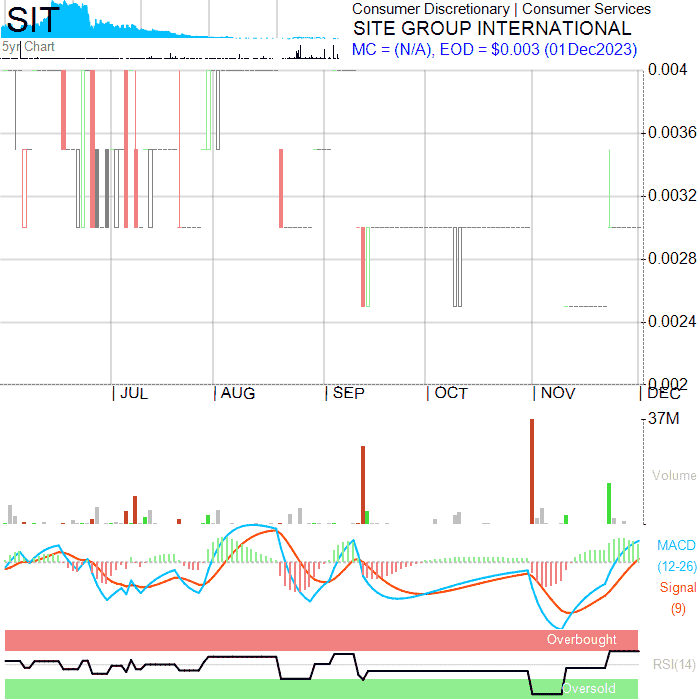 SIT
Consumer Discretionary | Consumer Services
SITE GROUP INTERNATIONAL
5yr Chart
MC = (N/A), EOD = $0.003 (01Dec2023)
0.004
0.0036
0.0032
0.0028
0.0024
0.002
| JUL | AUG | SEP | OCT | NOV | DEC
37M
Volume
MACD
(12-26)
Signal
(9)
Overbought
RSI(14)
Oversold